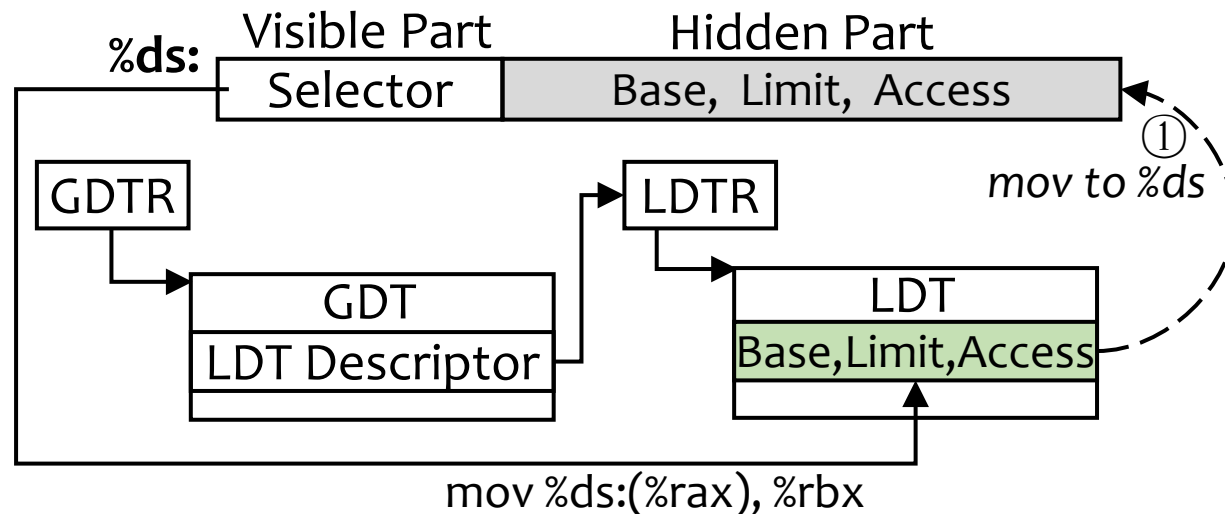 Visible Part Hidden Part
%ds: Selector Base, Limit, Access
①
mov to %ds
GDTR LDTR
GDT LDT
LDT Descriptor Base,Limit,Access
mov %ds:(%rax), %rbx